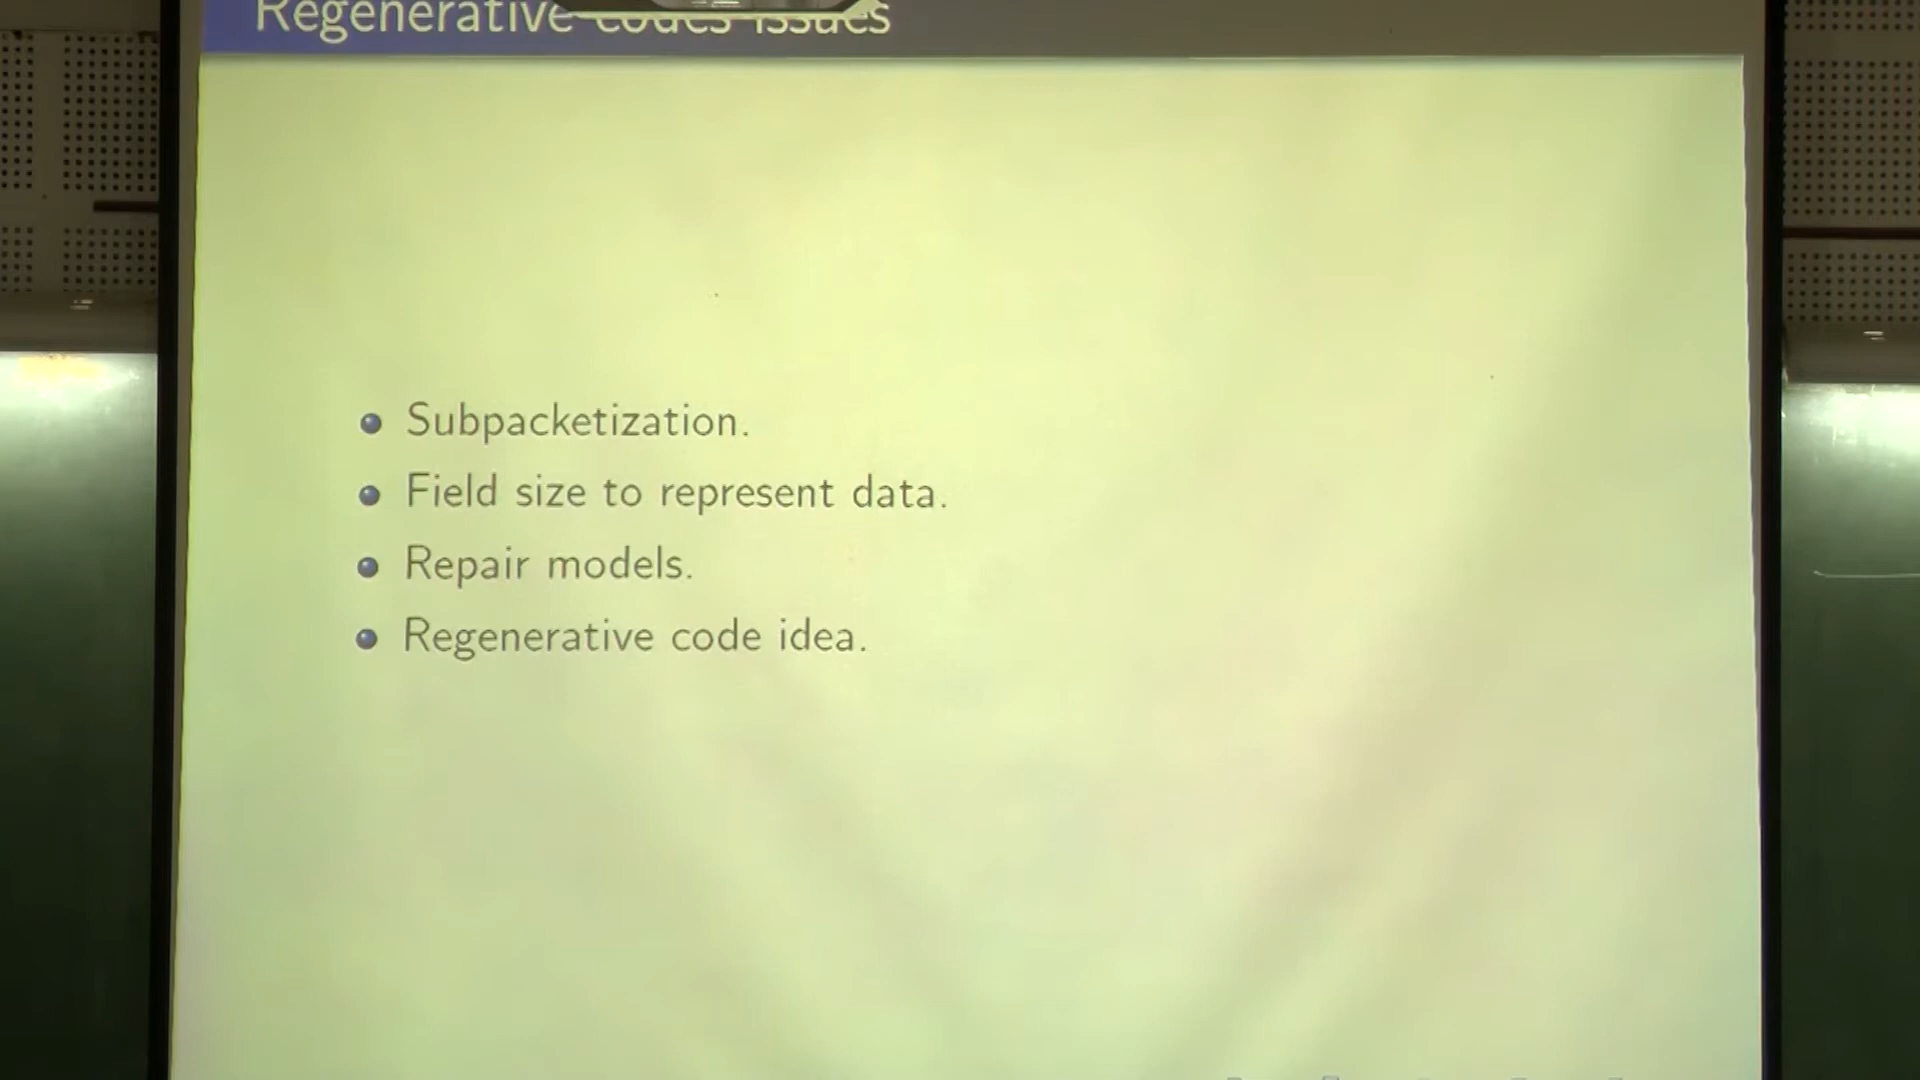 Regenerative codes issues
Subpacketization.
Field size to represent data.
Repair models.
Regenerative code idea.